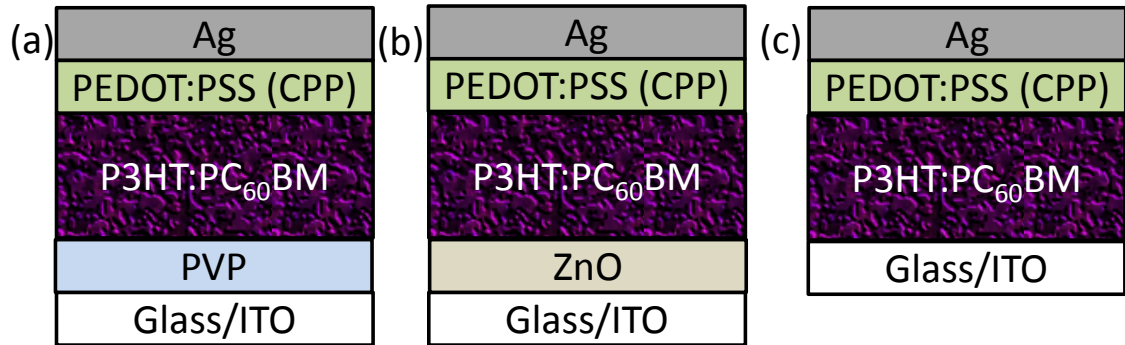 (a)
Ag
PEDOT:PSS (CPP)
P3HT:PC₆₀BM
PVP
Glass/ITO
(b)
Ag
PEDOT:PSS (CPP)
P3HT:PC₆₀BM
ZnO
Glass/ITO
(c)
Ag
PEDOT:PSS (CPP)
P3HT:PC₆₀BM
Glass/ITO